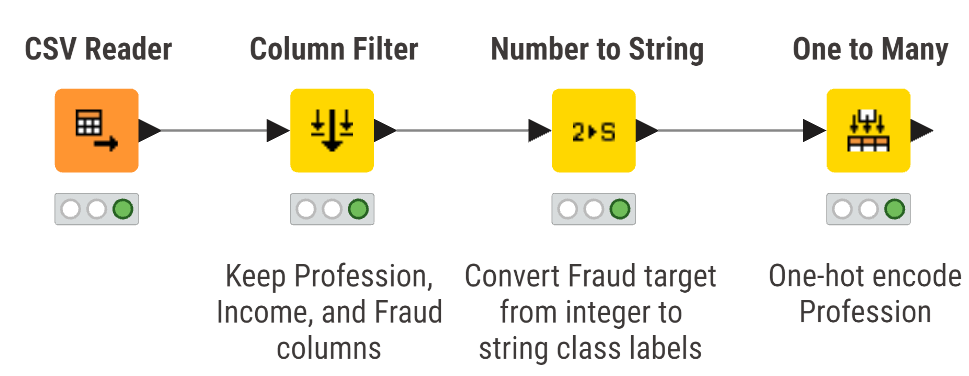 CSV Reader
Column Filter
Number to String
One to Many
2▸S
Keep Profession,
Income, and Fraud
columns
Convert Fraud target
from integer to
string class labels
One-hot encode
Profession